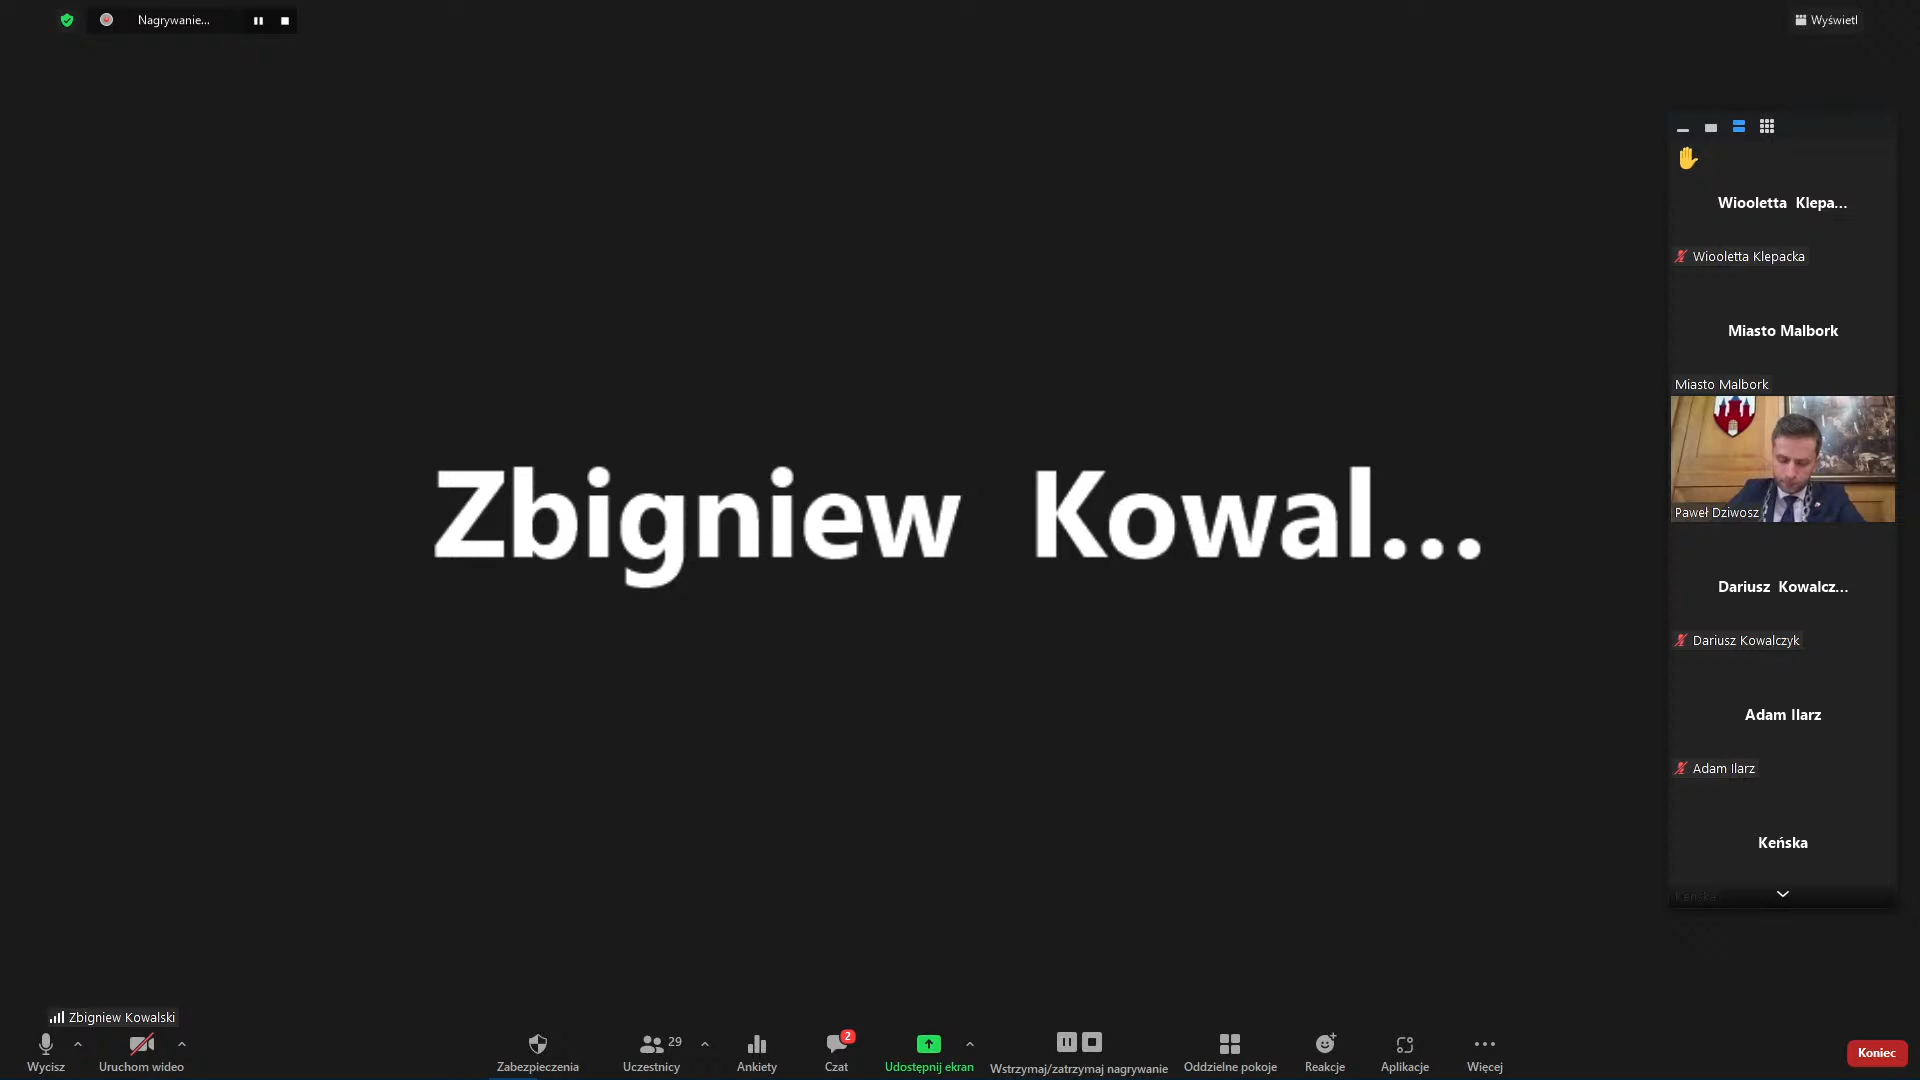 Nagrywanie...
Wyświetl
Wiooletta Klepa...
Wiooletta Klepacka
Miasto Malbork
Miasto Malbork
Paweł Dziwosz
Dariusz Kowalcz...
Dariusz Kowalczyk
Adam Ilarz
Adam Ilarz
Keńska
Keńska
Zbigniew Kowal...
Zbigniew Kowalski
Wycisz
Uruchom wideo
Zabezpieczenia
29
Uczestnicy
Ankiety
2
Czat
Udostępnij ekran
Wstrzymaj/zatrzymaj nagrywanie
Oddzielne pokoje
Reakcje
Aplikacje
Więcej
Koniec